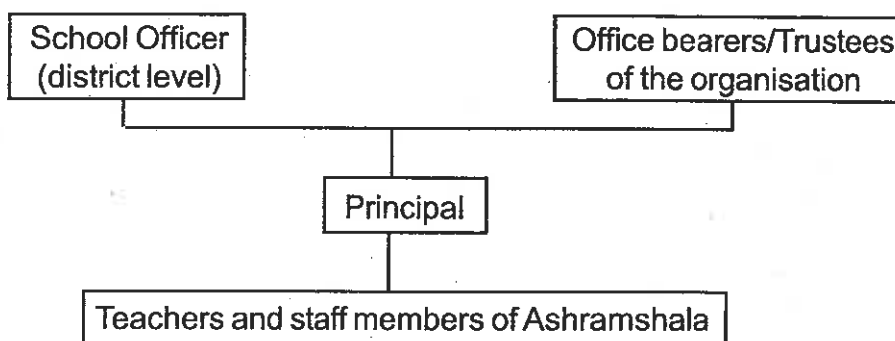 School Officer
(district level)
Office bearers/Trustees
of the organisation
Principal
Teachers and staff members of Ashramshala